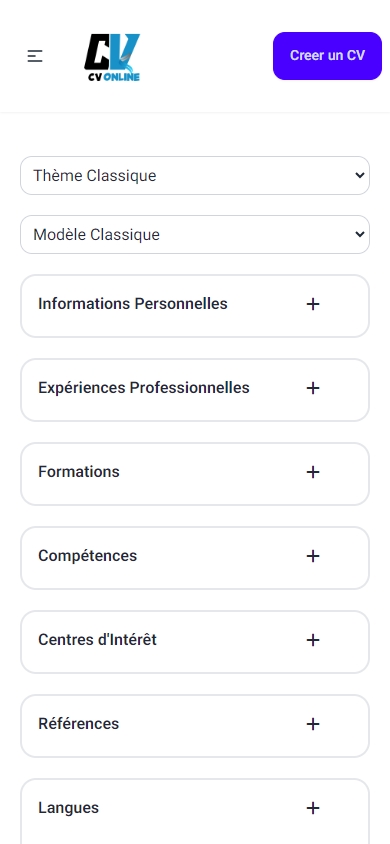 CV
CV ONLINE
Creer un CV
Thème Classique
Modèle Classique
Informations Personnelles
Expériences Professionnelles
Formations
Compétences
Centres d'Intérêt
Références
Langues